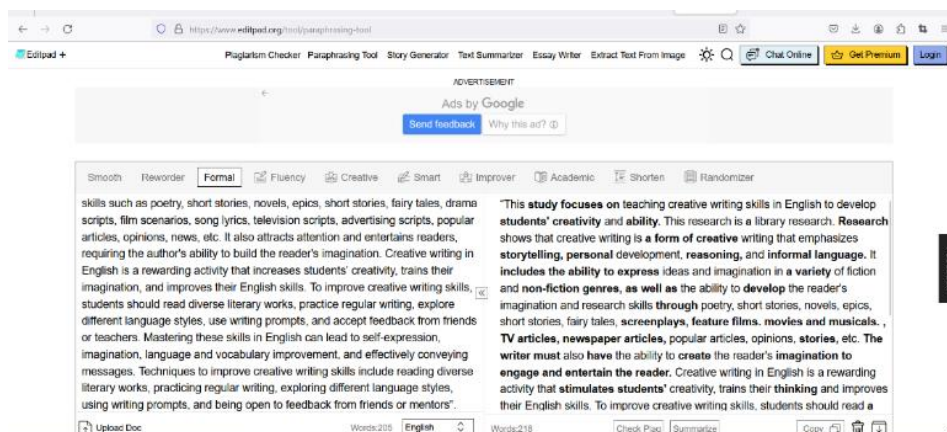 https://www.editpad.org/tool/paraphrasing-tool
Editpad +
Plagiarism Checker Paraphrasing Tool Story Generator Text Summarizer Essay Writer Extract Text From Image Chat Online Get Premium Login
ADVERTISEMENT
Ads by Google
Send feedback Why this ad?
Smooth Reworder Formal Fluency Creative Smart Improver Academic Shorten Randomizer
skills such as poetry, short stories, novels, epics, short stories, fairy tales, drama
scripts, film scenarios, song lyrics, television scripts, advertising scripts, popular
articles, opinions, news, etc. It also attracts attention and entertains readers,
requiring the author's ability to build the reader's imagination. Creative writing in
English is a rewarding activity that increases students' creativity, trains their
imagination, and improves their English skills. To improve creative writing skills,
students should read diverse literary works, practice regular writing, explore
different language styles, use writing prompts, and accept feedback from friends
or teachers. Mastering these skills in English can lead to self-expression,
imagination, language and vocabulary improvement, and effectively conveying
messages. Techniques to improve creative writing skills include reading diverse
literary works, practicing regular writing, exploring different language styles,
using writing prompts, and being open to feedback from friends or mentors".
Upload Doc Words:205 English
"This study focuses on teaching creative writing skills in English to develop
students' creativity and ability. This research is a library research. Research
shows that creative writing is a form of creative writing that emphasizes
storytelling, personal development, reasoning, and informal language. It
includes the ability to express ideas and imagination in a variety of fiction
and non-fiction genres, as well as the ability to develop the reader's
imagination and research skills through poetry, short stories, novels, epics,
short stories, fairy tales, screenplays, feature films. movies and musicals. ,
TV articles, newspaper articles, popular articles, opinions, stories, etc. The
writer must also have the ability to create the reader's imagination to
engage and entertain the reader. Creative writing in English is a rewarding
activity that stimulates students' creativity, trains their thinking and improves
their English skills. To improve creative writing skills, students should read a
Words:218 Check Plag Summarize Copy